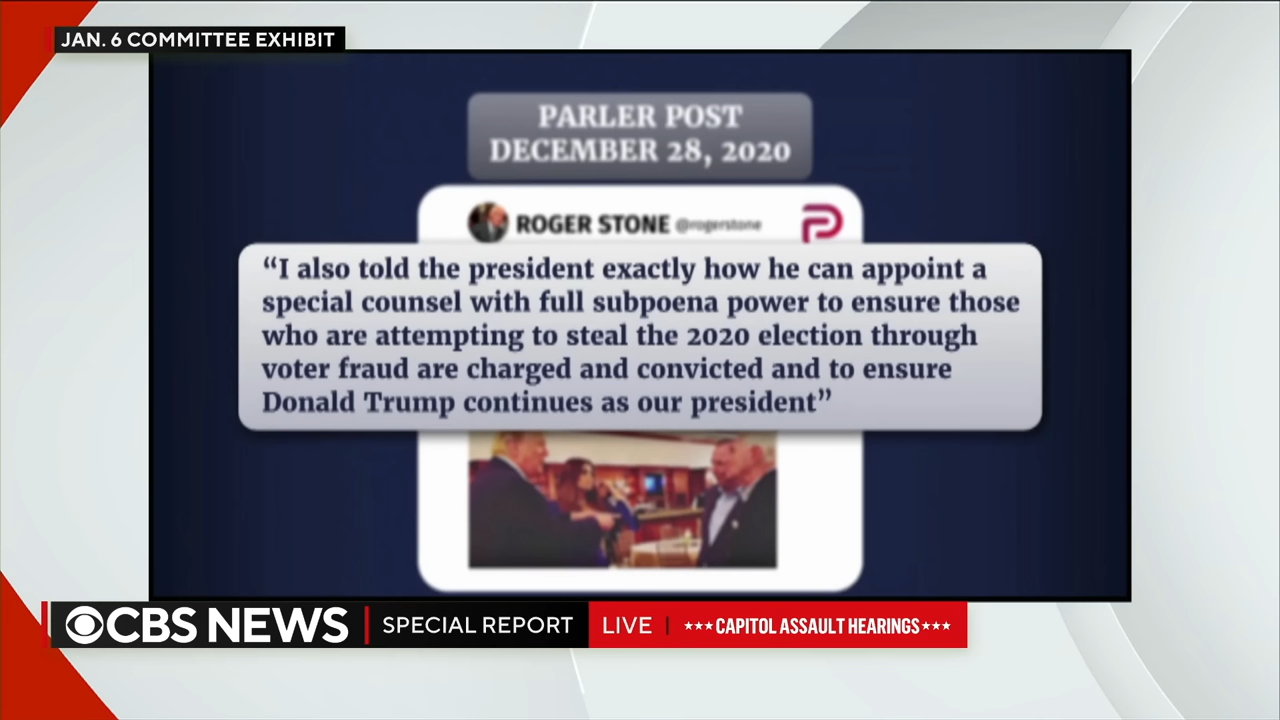 JAN. 6 COMMITTEE EXHIBIT
PARLER POST
DECEMBER 28, 2020
ROGER STONE @rogerstone
“I also told the president exactly how he can appoint a
special counsel with full subpoena power to ensure those
who are attempting to steal the 2020 election through
voter fraud are charged and convicted and to ensure
Donald Trump continues as our president”
CBS NEWS SPECIAL REPORT LIVE ★★★CAPITOL ASSAULT HEARINGS★★★